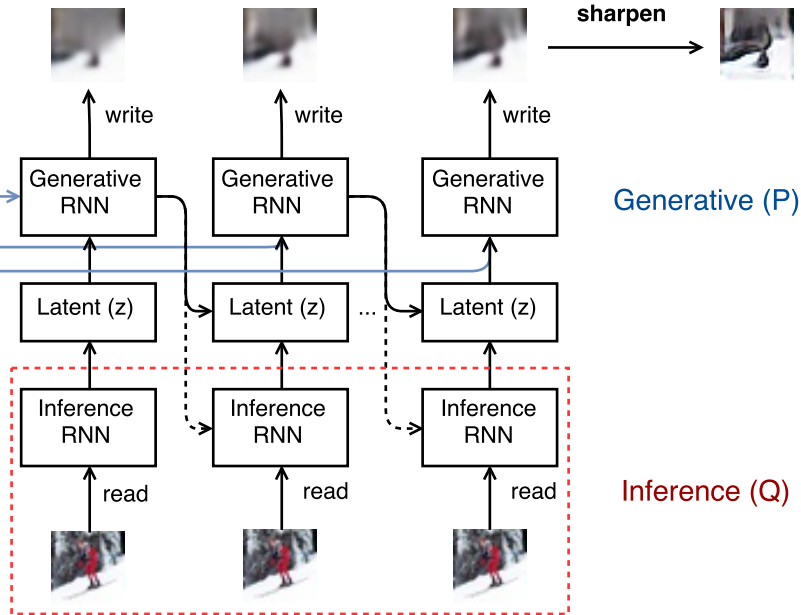 sharpen
write
write
write
Generative
RNN
Generative
RNN
Generative
RNN
Generative (P)
Latent (z)
Latent (z)
...
Latent (z)
Inference
RNN
Inference
RNN
Inference
RNN
read
read
read
Inference (Q)